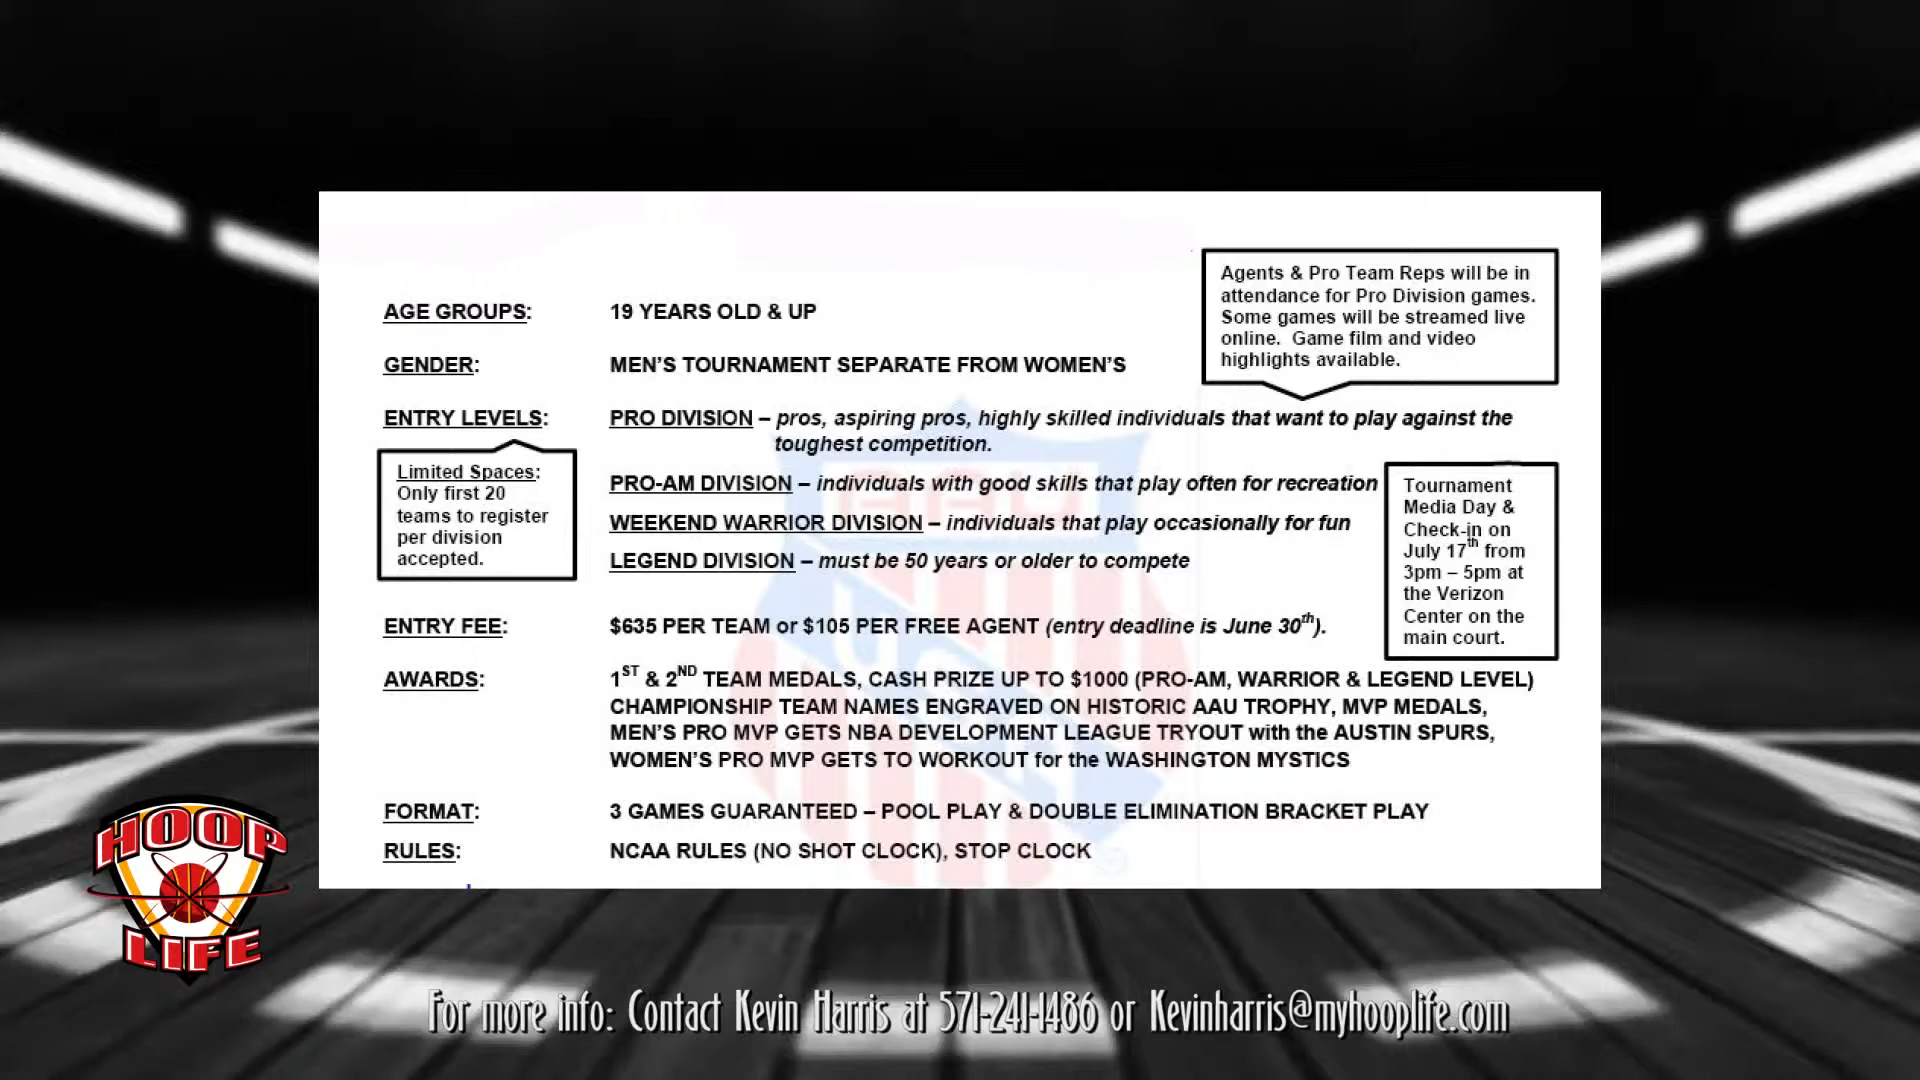 Agents & Pro Team Reps will be in
attendance for Pro Division games.
Some games will be streamed live
online. Game film and video
highlights available.
AGE GROUPS: 19 YEARS OLD & UP
GENDER: MEN'S TOURNAMENT SEPARATE FROM WOMEN'S
ENTRY LEVELS: PRO DIVISION – pros, aspiring pros, highly skilled individuals that want to play against the
toughest competition.
Limited Spaces:
Only first 20
teams to register
per division
accepted.
PRO-AM DIVISION – individuals with good skills that play often for recreation
WEEKEND WARRIOR DIVISION – individuals that play occasionally for fun
LEGEND DIVISION – must be 50 years or older to compete
Tournament
Media Day &
Check-in on
July 17th from
3pm – 5pm at
the Verizon
Center on the
main court.
ENTRY FEE: $635 PER TEAM or $105 PER FREE AGENT (entry deadline is June 30th).
AWARDS: 1ST & 2ND TEAM MEDALS, CASH PRIZE UP TO $1000 (PRO-AM, WARRIOR & LEGEND LEVEL)
CHAMPIONSHIP TEAM NAMES ENGRAVED ON HISTORIC AAU TROPHY, MVP MEDALS,
MEN'S PRO MVP GETS NBA DEVELOPMENT LEAGUE TRYOUT with the AUSTIN SPURS,
WOMEN'S PRO MVP GETS TO WORKOUT for the WASHINGTON MYSTICS
FORMAT: 3 GAMES GUARANTEED – POOL PLAY & DOUBLE ELIMINATION BRACKET PLAY
RULES: NCAA RULES (NO SHOT CLOCK), STOP CLOCK
AAU
HOOP
LIFE
For more info: Contact Kevin Harris at 571-241-1486 or Kevinharris@myhooplife.com